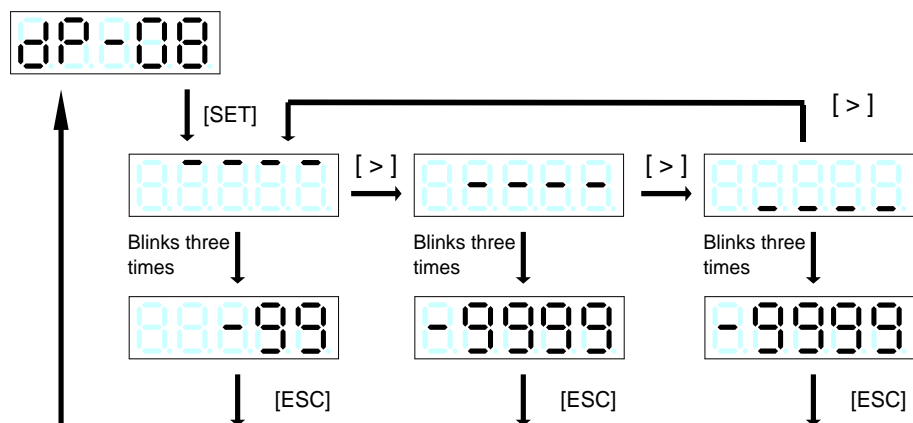 dP-08
[SET]
[ > ]
- - - -
[ > ]
- - - -
[ > ]
_ _ _ _
Blinks three
times
Blinks three
times
Blinks three
times
-99
-9999
-9999
[ESC]
[ESC]
[ESC]